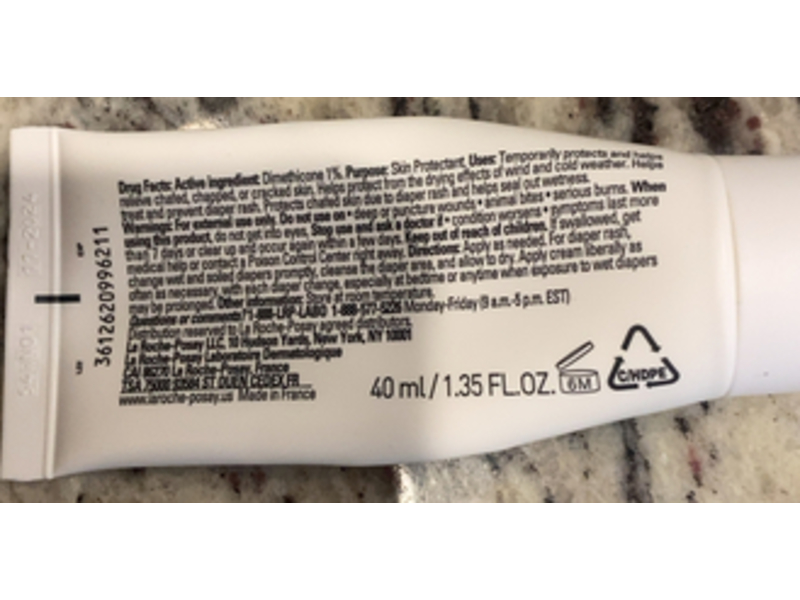 Drug Facts: Active ingredient: Dimethicone 1%. Purpose: Skin Protectant. Uses: Temporarily protects and helps
relieve chafed, chapped, or cracked skin. Helps protect from the drying effects of wind and cold weather. Helps
treat and prevent diaper rash. Protects chafed skin due to diaper rash and helps seal out wetness.
Warnings: For external use only. Do not use on • deep or puncture wounds • animal bites • serious burns. When
using this product, do not get into eyes. Stop use and ask a doctor if • condition worsens • symptoms last more
than 7 days or clear up and occur again within a few days. Keep out of reach of children. If swallowed, get
medical help or contact a Poison Control Center right away. Directions: Apply as needed. For diaper rash,
change wet and soiled diapers promptly, cleanse the diaper area, and allow to dry. Apply cream liberally as
often as necessary, with each diaper change, especially at bedtime or anytime when exposure to wet diapers
may be prolonged. Other information: Store at room temperature.
Questions or comments? 1-888-LRP-LABO 1-888-577-5226 Monday-Friday (9 a.m.-5 p.m. EST)
Distribution reserved to La Roche-Posay agreed distributors.
La Roche-Posay LLC. 10 Hudson Yards, New York, NY 10001
La Roche-Posay Laboratoire Dermatologique
86270 La Roche-Posay, France
TSA 75000 93584 ST. OUEN CEDEX, FR
www.laroche-posay.us Made in France
40 ml / 1.35 FL.OZ.
6M
C/HDPE
3612620996211
EXP
LOT